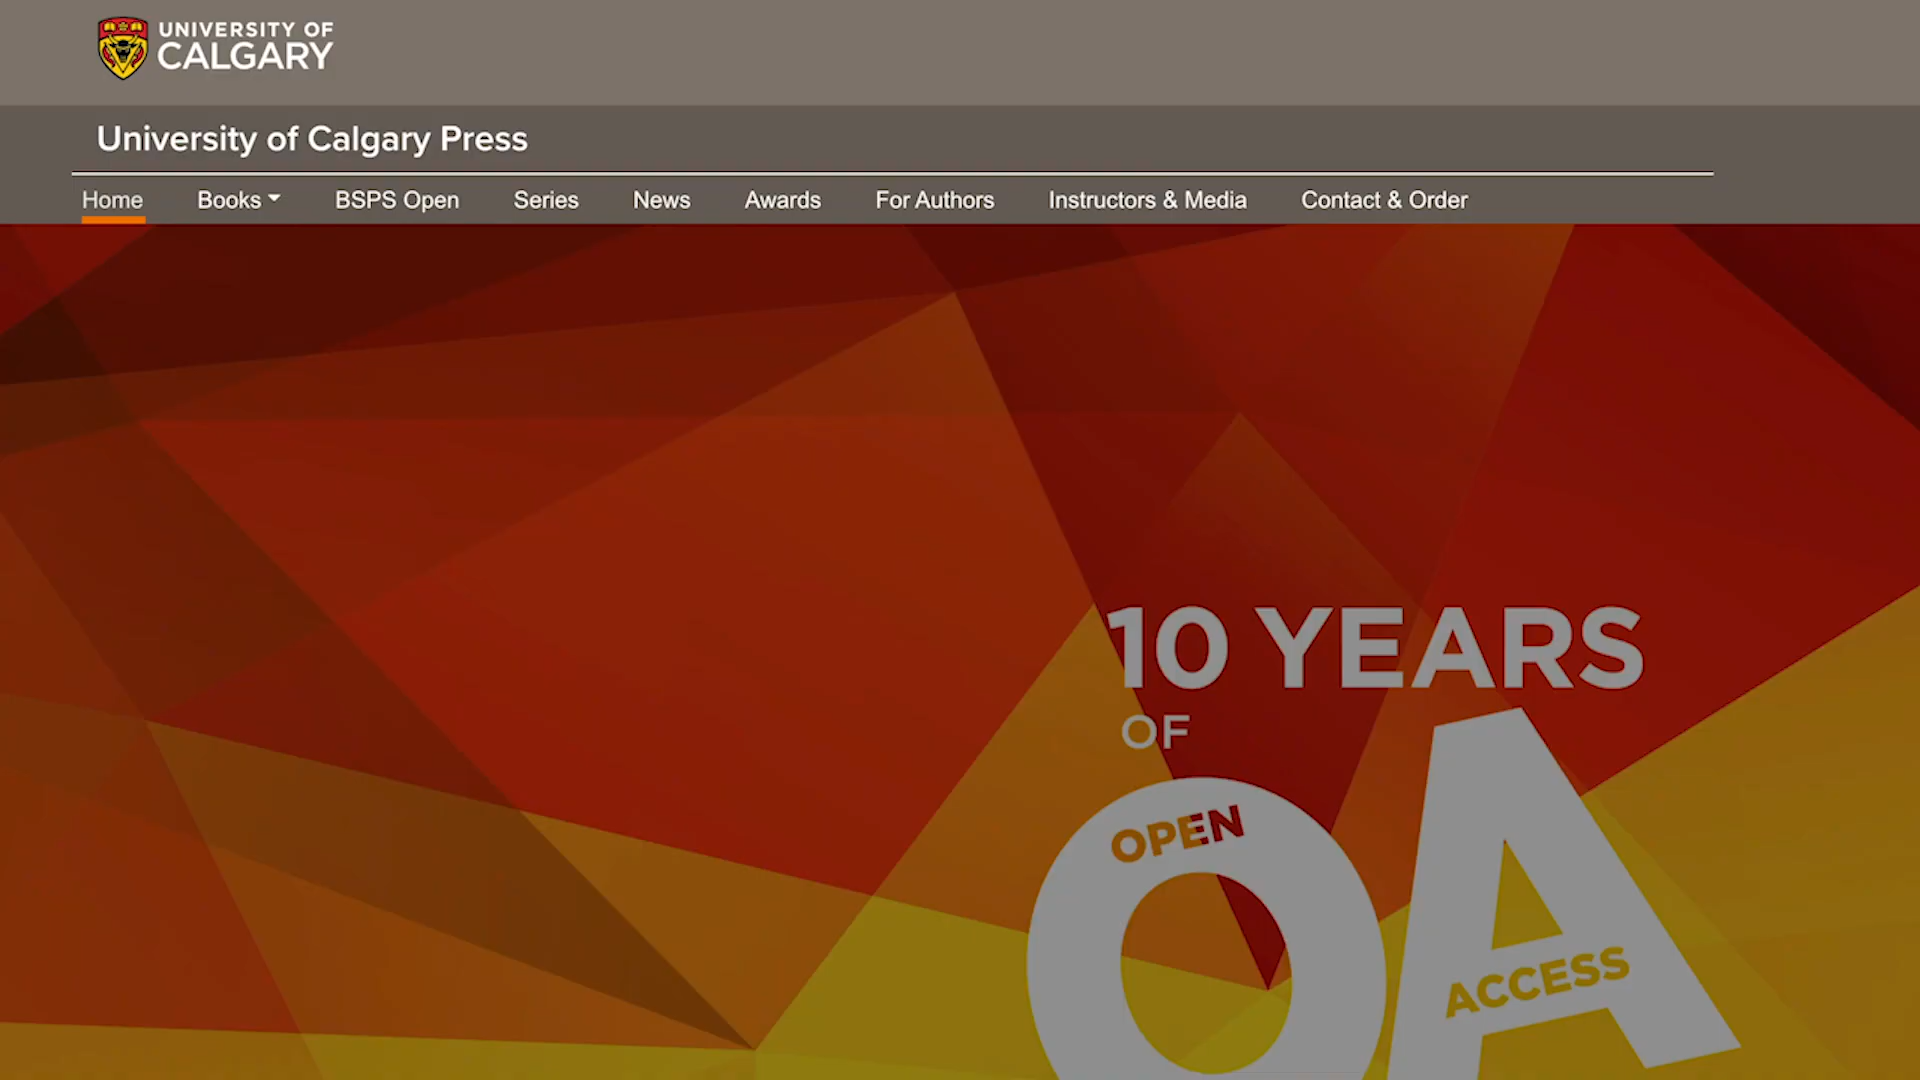 UNIVERSITY OF
CALGARY
University of Calgary Press
Home Books BSPS Open Series News Awards For Authors Instructors & Media Contact & Order
10 YEARS
OF
OA
OPEN
ACCESS